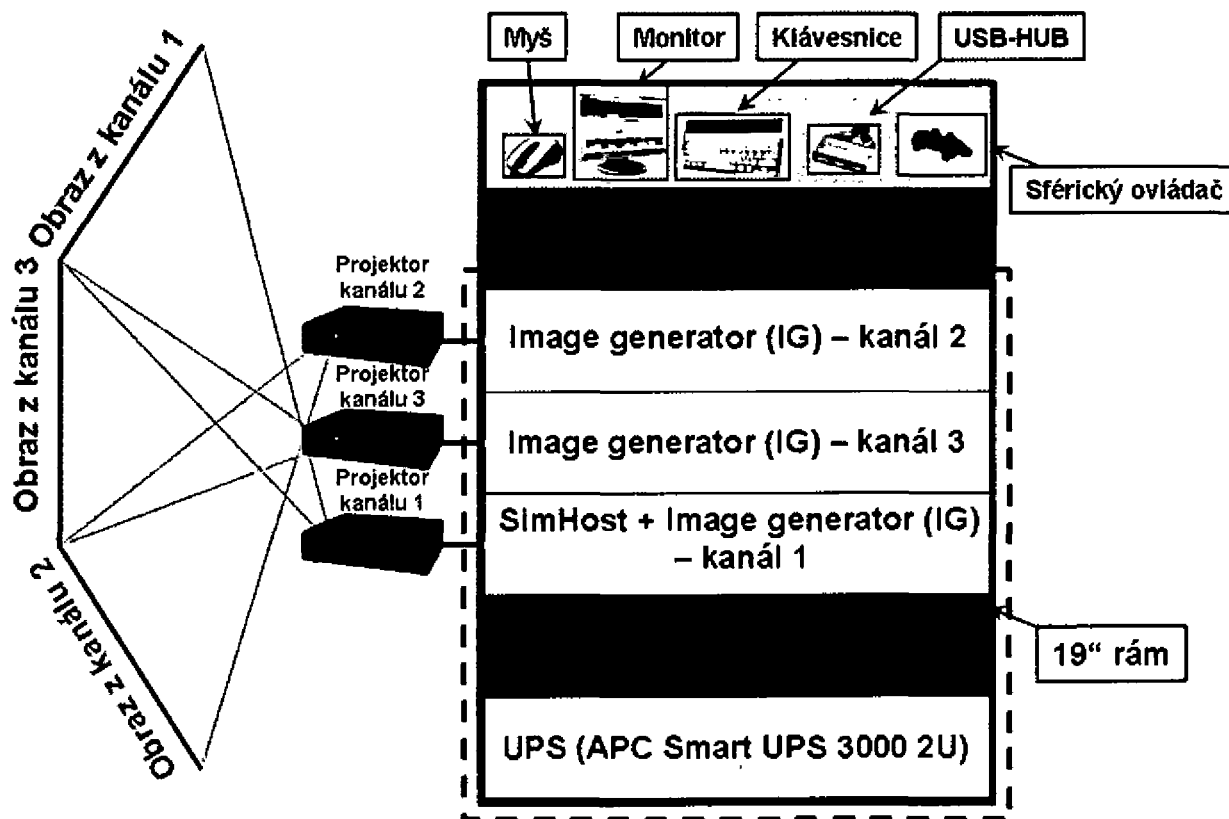 Myš
Monitor
Klávesnice
USB-HUB
Sférický ovládač
Obraz z kanálu 1
Obraz z kanálu 3
Obraz z kanálu 2
Projektor
kanálu 2
Projektor
kanálu 3
Projektor
kanálu 1
Image generator (IG) – kanál 2
Image generator (IG) – kanál 3
SimHost + Image generator (IG)
– kanál 1
19“ rám
UPS (APC Smart UPS 3000 2U)